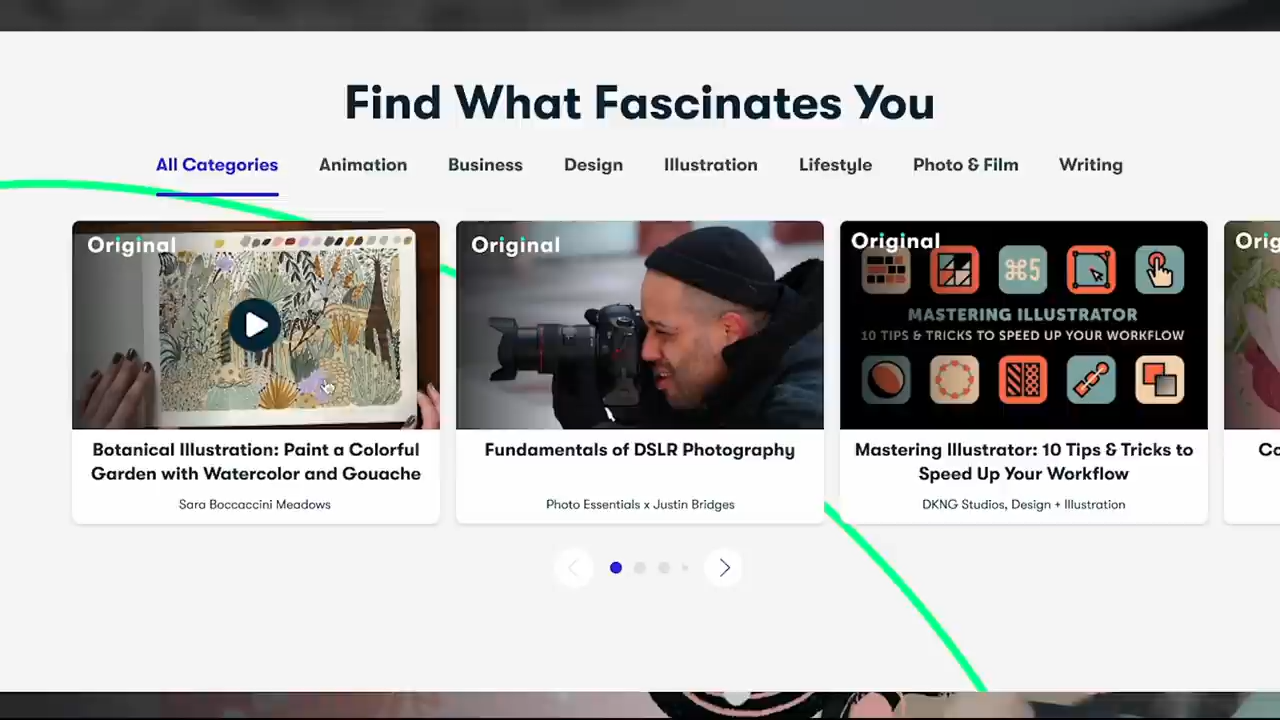 Find What Fascinates You
All Categories Animation Business Design Illustration Lifestyle Photo & Film Writing
Original
Original
Original
⌘5
MASTERING ILLUSTRATOR
10 TIPS & TRICKS TO SPEED UP YOUR WORKFLOW
Botanical Illustration: Paint a Colorful
Garden with Watercolor and Gouache
Sara Boccaccini Meadows
Fundamentals of DSLR Photography
Photo Essentials x Justin Bridges
Mastering Illustrator: 10 Tips & Tricks to
Speed Up Your Workflow
DKNG Studios, Design + Illustration
Orig
Co